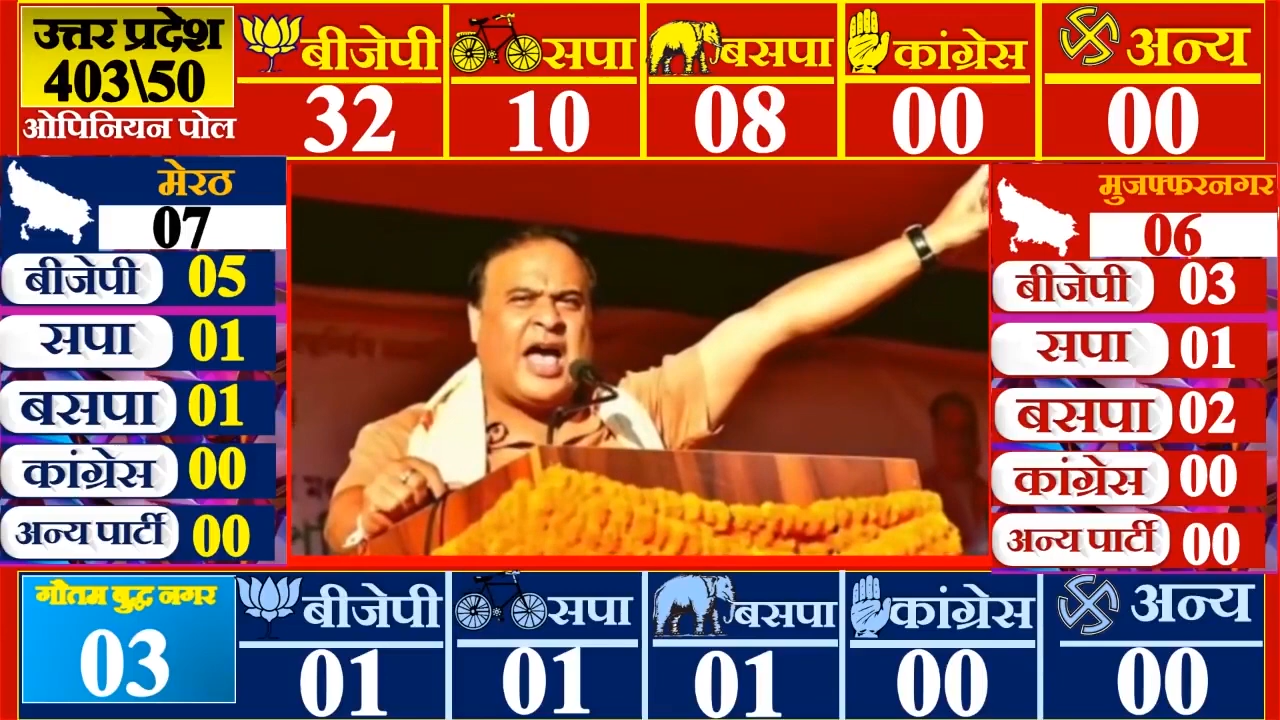 उत्तर प्रदेश
403\50
ओपिनियन पोल
बीजेपी
32
सपा
10
बसपा
08
कांग्रेस
00
अन्य
00
मेरठ
07
बीजेपी 05
सपा 01
बसपा 01
कांग्रेस 00
अन्य पार्टी 00
मुजफ्फरनगर
06
बीजेपी 03
सपा 01
बसपा 02
कांग्रेस 00
अन्य पार्टी 00
गौतम बुद्ध नगर
03
बीजेपी
01
सपा
01
बसपा
01
कांग्रेस
00
अन्य
00